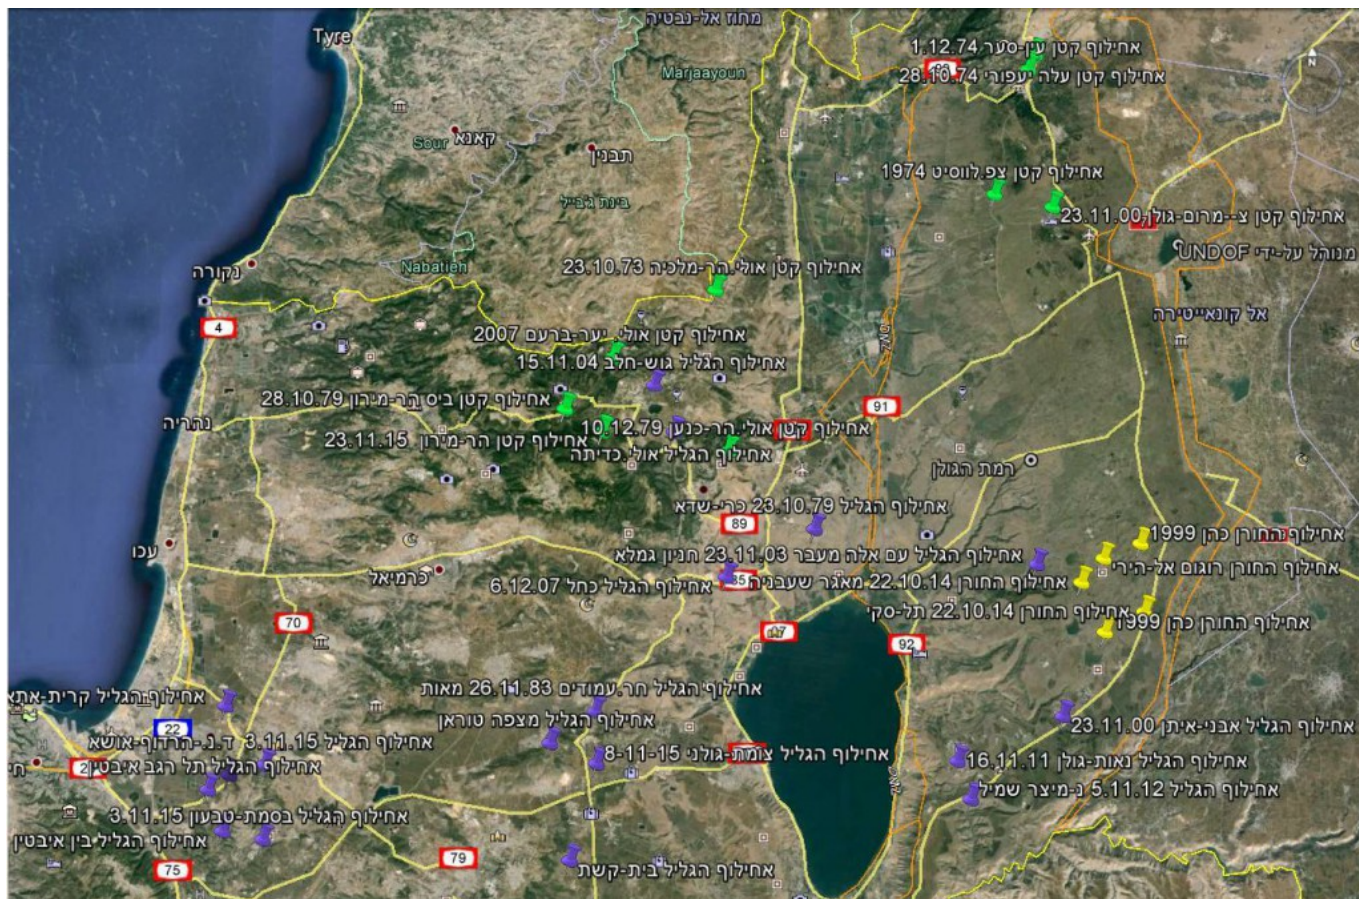 מחוז אל-נבטיה
Tyre
אחילוף קטן עין-סער 1.12.74
Marjaayoun
אחילוף קטן עלה יעפורי 28.10.74
N
קאנא
Sour
תבנין
אחילוף קטן צפ.לווסיט 1974
בינת ג'בייל
אחילוף קטן צ--מרום-גולן 23.11.00
מנוהל על-ידי UNDOF
Nabatieh
אחילוף קטן אולי.הר-מלכיה 23.10.73
נקורה
אל קונאייטירה
4
אחילוף קטן אולי. יער-ברעם 2007
אחילוף הגליל גוש-חלב 15.11.04
אחילוף קטן ביס הר-מירון 28.10.79
91
נהריה
אחילוף קטן אולי.הר-כנען 10.12.79
אחילוף קטן הר-מירון 23.11.15
אחילוף הגליל אולי.כדיתה
רמת הגולן
אחילוף הגליל 23.10.79 כרי-שדא
89
אחילוף החורן כהן 1999
עכו
אחילוף הגליל עם אלה מעבר 23.11.03 חניון גמלא
אחילוף החורן רוגום אל-הירי
כרמיאל
85
אחילוף החורן 22.10.14 מאגר שעבניה
אחילוף הגליל כחל 6.12.07
אחילוף החורן 22.10.14 תל-סקי
אחילוף החורן כהן 1999
70
92
אחילוף הגליל קרית-אתא
אחילוף הגליל חר.עמודים 26.11.83 מאות
אחילוף הגליל מצפה טוראן
אחילוף הגליל אבני-איתן 23.11.00
22
אחילוף הגליל 3.11.15 ד.נ.-הרדוף-אושא
אחילוף הגליל צומת-גולני 8-11-15
אחילוף הגליל נאות-גולן 16.11.11
אחילוף הגליל תל רגב איבטין
אחילוף הגליל 5.11.12 נ-מיצר שמיל
אחילוף הגליל בסמת-טבעון 3.11.15
אחילוף הגליל בין איבטין
79
75
אחילוף הגליל בית-קשת